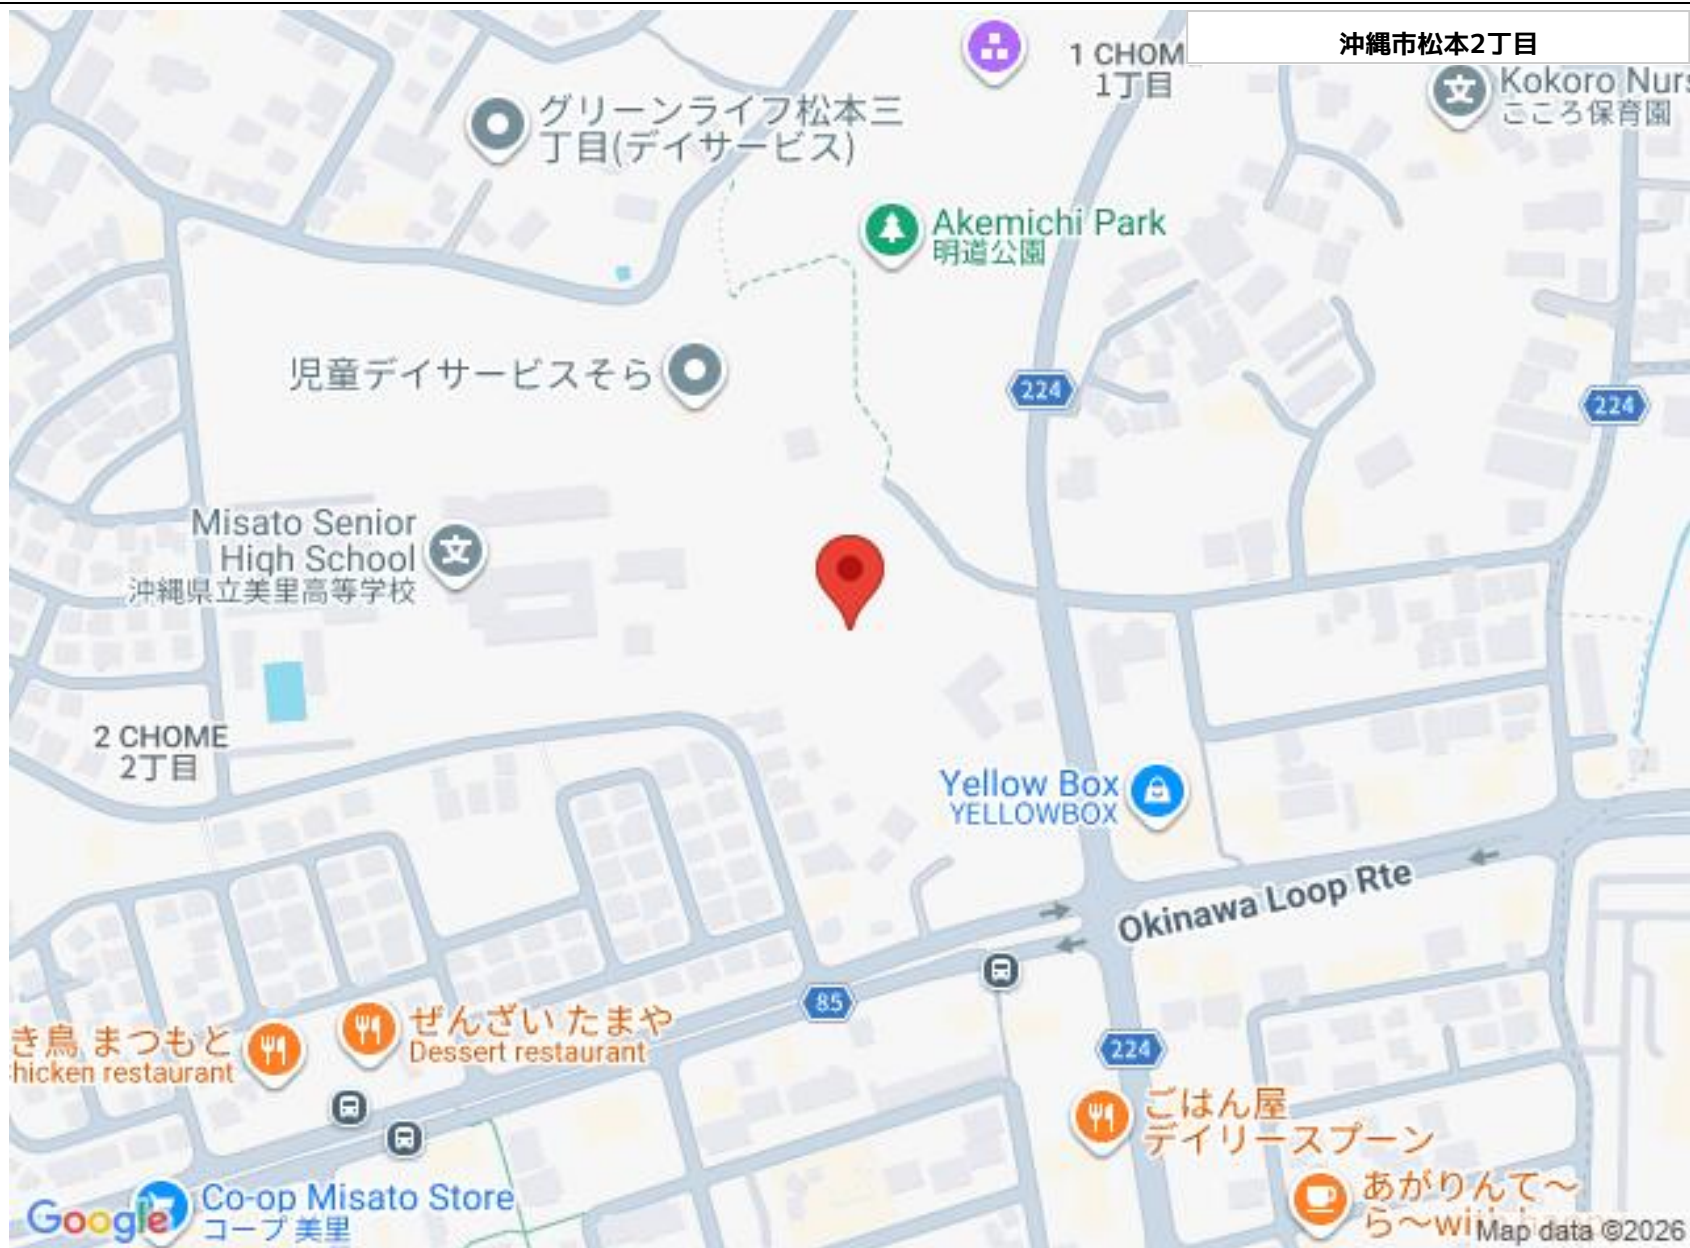 沖縄市松本2丁目
1 CHOM
1丁目
Kokoro Nurs
こころ保育園
グリーンライフ松本三
丁目(デイサービス)
Akemichi Park
明道公園
児童デイサービスそら
224
224
Misato Senior
High School
沖縄県立美里高等学校
2 CHOME
2丁目
Yellow Box
YELLOWBOX
Okinawa Loop Rte
85
き鳥 まつもと
hicken restaurant
ぜんざい たまや
Dessert restaurant
224
ごはん屋
デイリースプーン
あがりんて〜
ら〜wi
Co-op Misato Store
コープ 美里
Google
Map data ©2026